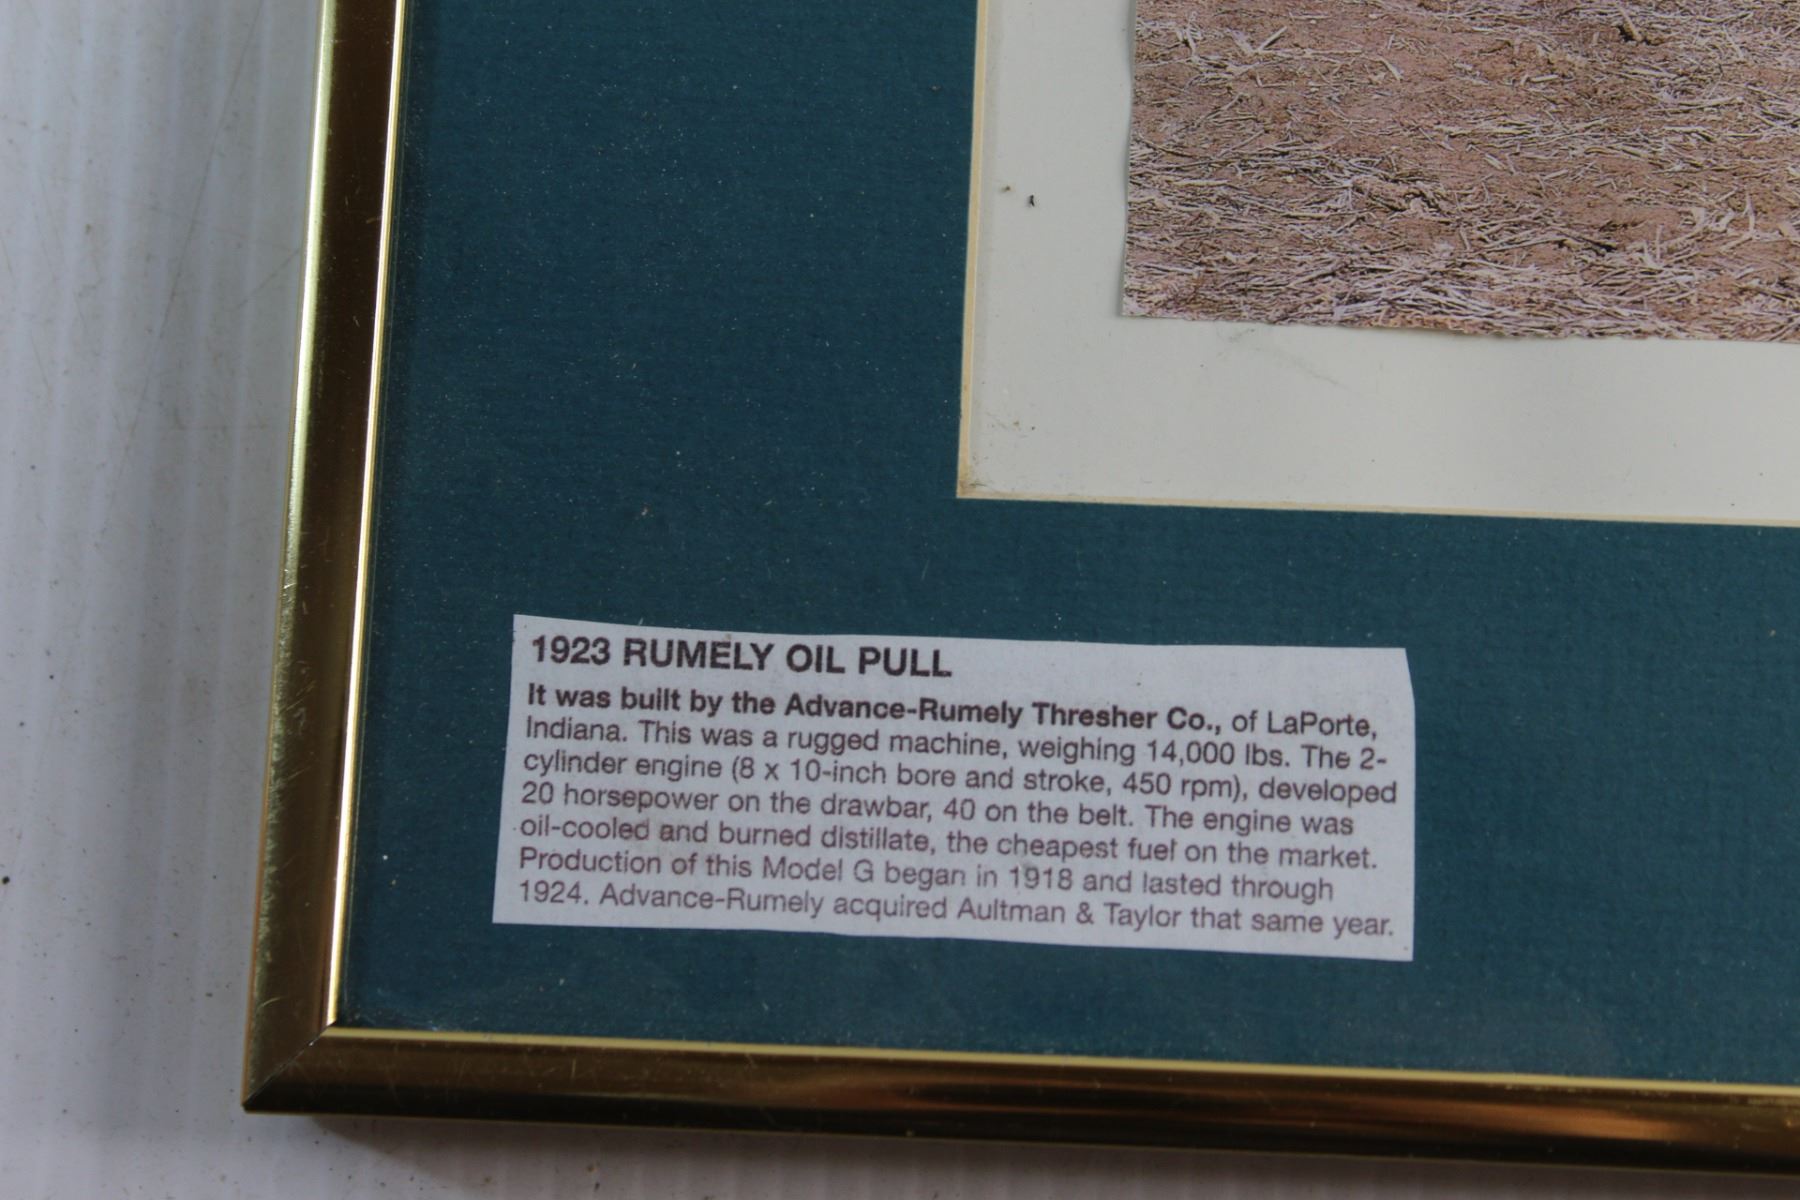 1923 RUMELY OIL PULL
It was built by the Advance-Rumely Thresher Co., of LaPorte,
Indiana. This was a rugged machine, weighing 14,000 lbs. The 2-
cylinder engine (8 x 10-inch bore and stroke, 450 rpm), developed
20 horsepower on the drawbar, 40 on the belt. The engine was
oil-cooled and burned distillate, the cheapest fuel on the market.
Production of this Model G began in 1918 and lasted through
1924. Advance-Rumely acquired Aultman & Taylor that same year.